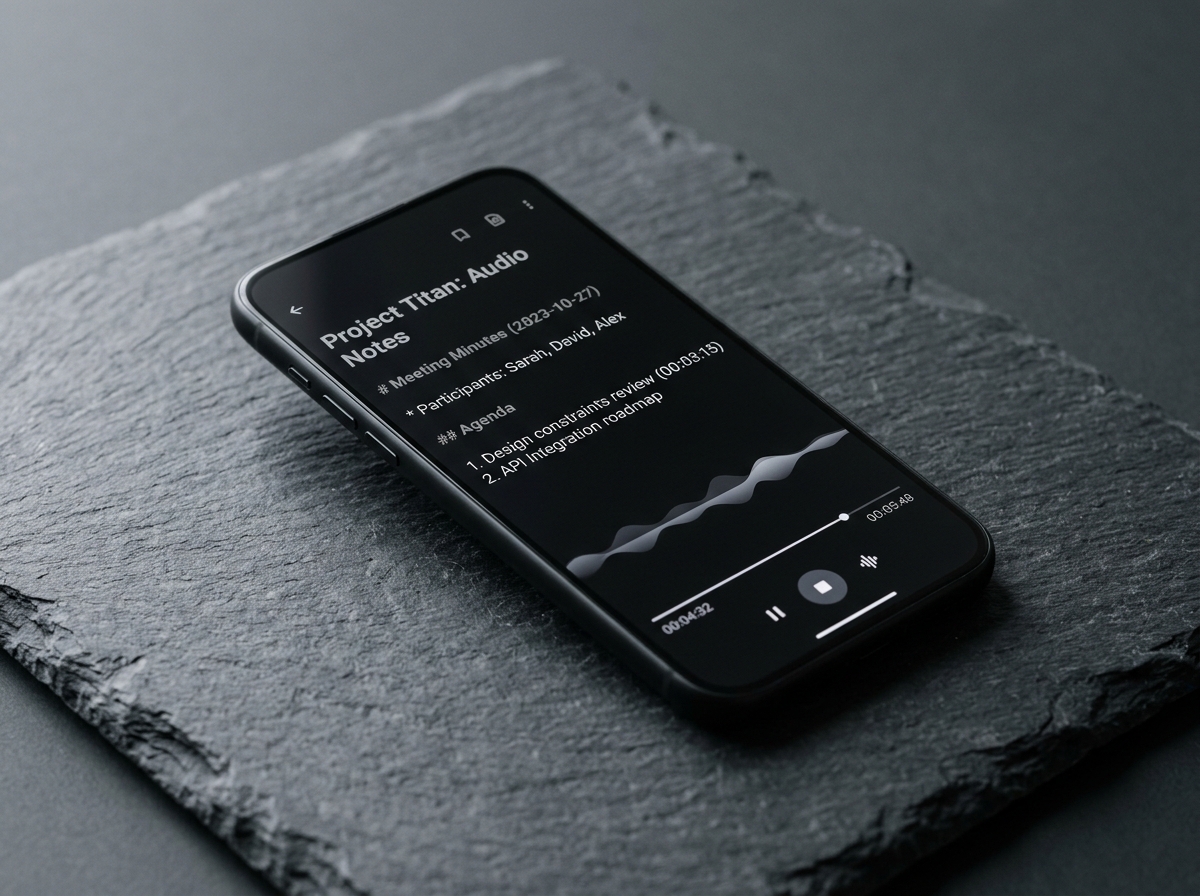 Project Titan: Audio
Notes
# Meeting Minutes (2023-10-27)
* Participants: Sarah, David, Alex
## Agenda
1. Design constraints review (00:03:15)
2. API Integration roadmap
00:04:32
00:05:48